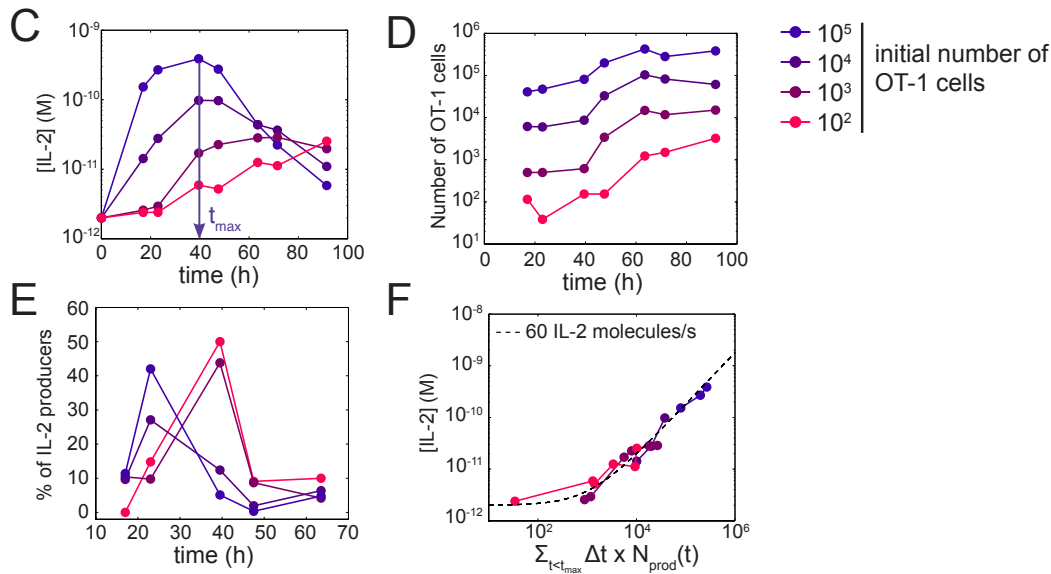 C
10⁻⁹
10⁻¹⁰
10⁻¹¹
10⁻¹²
[IL-2] (M)
t_max
0 20 40 60 80 100
time (h)
D
10⁶
10⁵
10⁴
10³
10²
10¹
Number of OT-1 cells
0 20 40 60 80 100
time (h)
10⁵
10⁴
10³
10²
initial number of
OT-1 cells
E
60
50
40
30
20
10
0
% of IL-2 producers
10 20 30 40 50 60 70
time (h)
F
10⁻⁸
10⁻⁹
10⁻¹⁰
10⁻¹¹
10⁻¹²
[IL-2] (M)
60 IL-2 molecules/s
10² 10⁴ 10⁶
Σ_t<t_max Δt x N_prod(t)